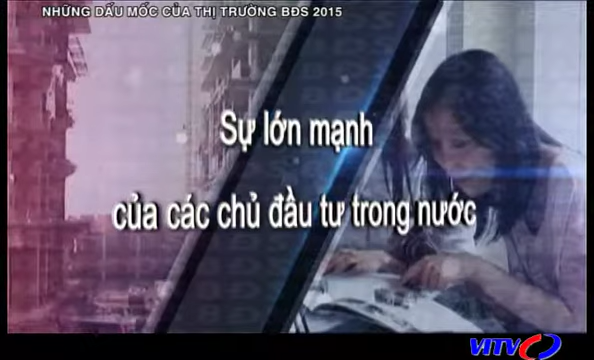 NHỮNG DẤU MỐC CỦA THỊ TRƯỜNG BĐS 2015
Sự lớn mạnh
của các chủ đầu tư trong nước
VITV